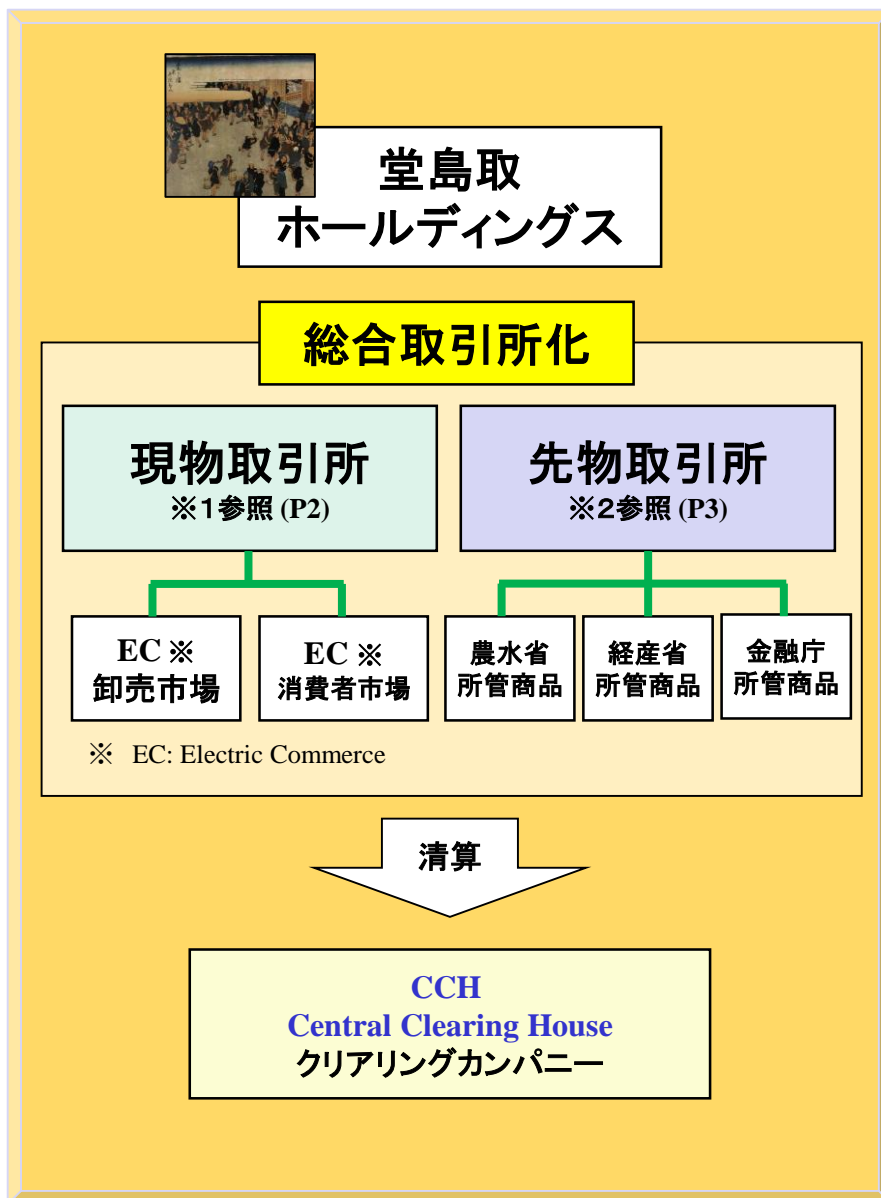 堂島取
ホールディングス
総合取引所化
現物取引所
※1参照 (P2)
先物取引所
※2参照 (P3)
EC ※
卸売市場
EC ※
消費者市場
農水省
所管商品
経産省
所管商品
金融庁
所管商品
※ EC: Electric Commerce
清算
CCH
Central Clearing House
クリアリングカンパニー